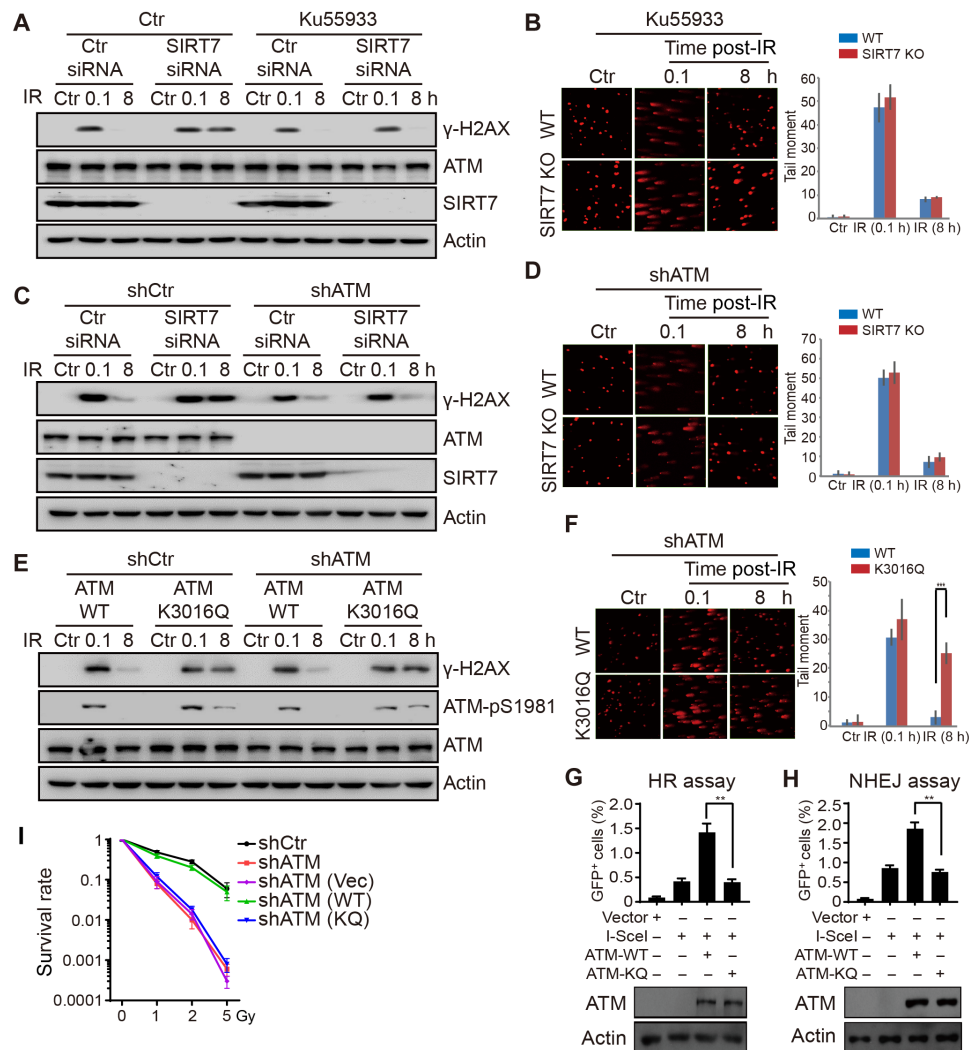 A
Ctr Ku55933
Ctr siRNA SIRT7 siRNA Ctr siRNA SIRT7 siRNA
IR Ctr 0.1 8 Ctr 0.1 8 Ctr 0.1 8 Ctr 0.1 8 h
γ-H2AX
ATM
SIRT7
Actin
B
Ku55933
Time post-IR
Ctr 0.1 8 h
WT
SIRT7 KO
WT
SIRT7 KO
Tail moment
60
50
40
30
20
10
0
Ctr IR (0.1 h) IR (8 h)
C
shCtr shATM
Ctr siRNA SIRT7 siRNA Ctr siRNA SIRT7 siRNA
IR Ctr 0.1 8 Ctr 0.1 8 Ctr 0.1 8 Ctr 0.1 8 h
γ-H2AX
ATM
SIRT7
Actin
D
shATM
Time post-IR
Ctr 0.1 8 h
WT
SIRT7 KO
WT
SIRT7 KO
Tail moment
70
60
50
40
30
20
10
0
Ctr IR (0.1 h) IR (8 h)
E
shCtr shATM
ATM WT ATM K3016Q ATM WT ATM K3016Q
IR Ctr 0.1 8 Ctr 0.1 8 Ctr 0.1 8 Ctr 0.1 8 h
γ-H2AX
ATM-pS1981
ATM
Actin
F
shATM
Time post-IR
Ctr 0.1 8 h
WT
K3016Q
WT
K3016Q
Tail moment
50
40
30
20
10
0
***
Ctr IR (0.1 h) IR (8 h)
G
HR assay
GFP⁺ cells (%)
2.0
1.5
1.0
0.5
0.0
**
Vector + – – –
I-SceI – + + +
ATM-WT – – + –
ATM-KQ – – – +
ATM
Actin
H
NHEJ assay
GFP⁺ cells (%)
2.5
2.0
1.5
1.0
0.5
0.0
**
Vector + – – –
I-SceI – + + +
ATM-WT – – + –
ATM-KQ – – – +
ATM
Actin
I
Survival rate
1
0.1
0.01
0.001
0.0001
0 1 2 5 Gy
shCtr
shATM
shATM (Vec)
shATM (WT)
shATM (KQ)